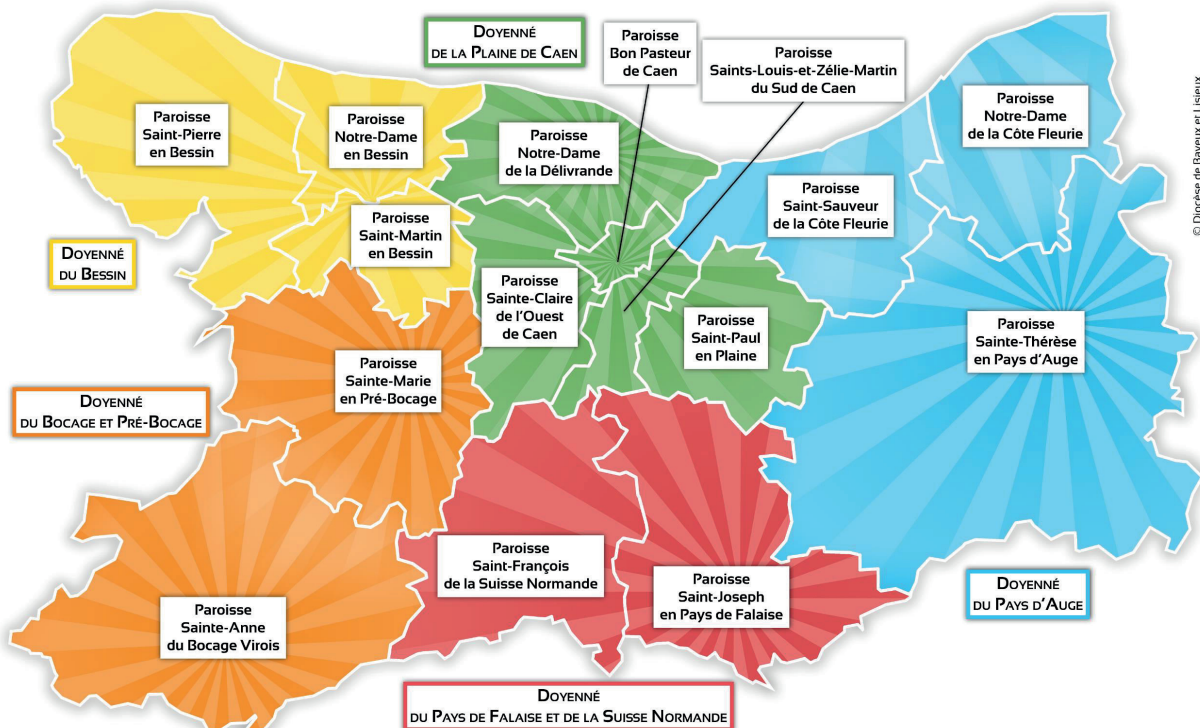 Doyenné
de la Plaine de Caen
Paroisse
Bon Pasteur
de Caen
Paroisse
Saints-Louis-et-Zélie-Martin
du Sud de Caen
Paroisse
Notre-Dame
de la Côte Fleurie
© Diocèse de Bayeux et Lisieux
Paroisse
Saint-Pierre
en Bessin
Paroisse
Notre-Dame
en Bessin
Paroisse
Notre-Dame
de la Délivrande
Paroisse
Saint-Sauveur
de la Côte Fleurie
Paroisse
Saint-Martin
en Bessin
Doyenné
du Bessin
Paroisse
Sainte-Claire
de l'Ouest
de Caen
Paroisse
Saint-Paul
en Plaine
Paroisse
Sainte-Thérèse
en Pays d'Auge
Paroisse
Sainte-Marie
en Pré-Bocage
Doyenné
du Bocage et Pré-Bocage
Paroisse
Saint-François
de la Suisse Normande
Paroisse
Saint-Joseph
en Pays de Falaise
Doyenné
du Pays d'Auge
Paroisse
Sainte-Anne
du Bocage Virois
Doyenné
du Pays de Falaise et de la Suisse Normande